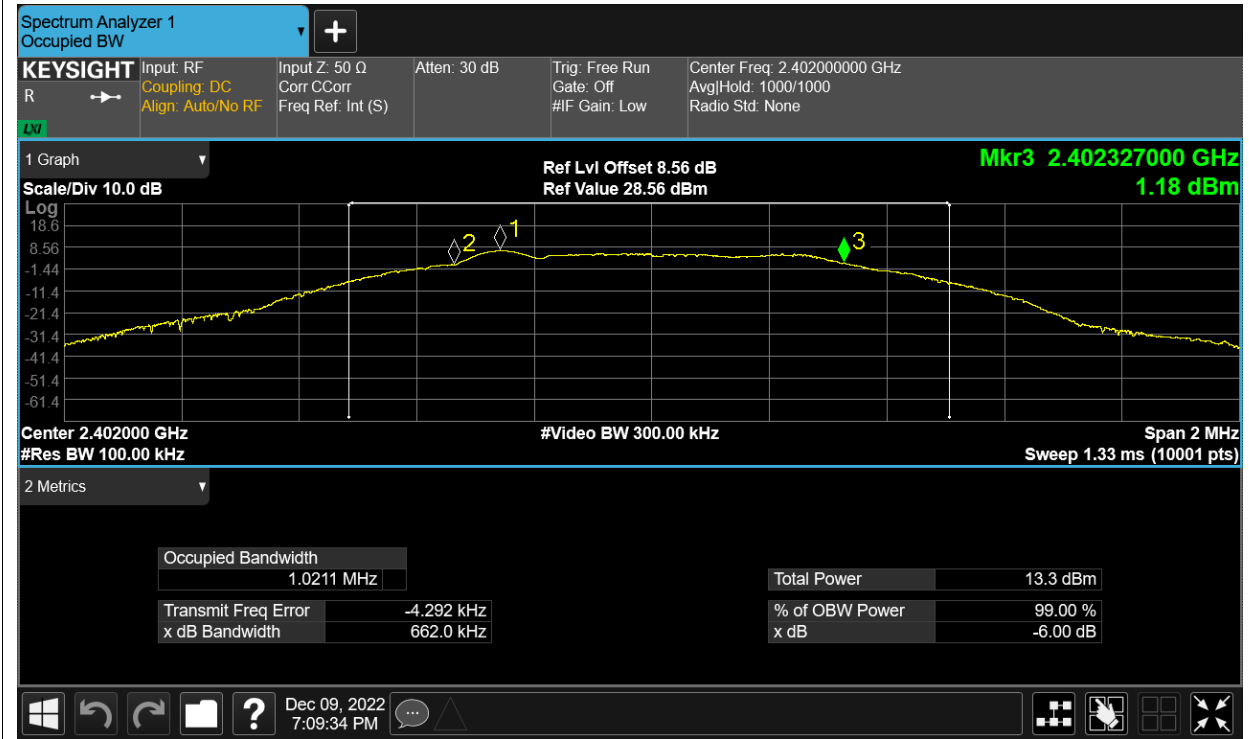 Spectrum Analyzer 1
Occupied BW
KEYSIGHT
R
LXI
Input: RF
Coupling: DC
Align: Auto/No RF
Input Z: 50 Ω
Corr CCorr
Freq Ref: Int (S)
Atten: 30 dB
Trig: Free Run
Gate: Off
#IF Gain: Low
Center Freq: 2.402000000 GHz
Avg|Hold: 1000/1000
Radio Std: None
1 Graph
Scale/Div 10.0 dB
Ref Lvl Offset 8.56 dB
Ref Value 28.56 dBm
Mkr3 2.402327000 GHz
1.18 dBm
Log
18.6
8.56
-1.44
-11.4
-21.4
-31.4
-41.4
-51.4
-61.4
2
1
3
Center 2.402000 GHz
#Video BW 300.00 kHz
Span 2 MHz
#Res BW 100.00 kHz
Sweep 1.33 ms (10001 pts)
2 Metrics
Occupied Bandwidth
1.0211 MHz
Total Power 13.3 dBm
Transmit Freq Error -4.292 kHz
% of OBW Power 99.00 %
x dB Bandwidth 662.0 kHz
x dB -6.00 dB
?
Dec 09, 2022
7:09:34 PM